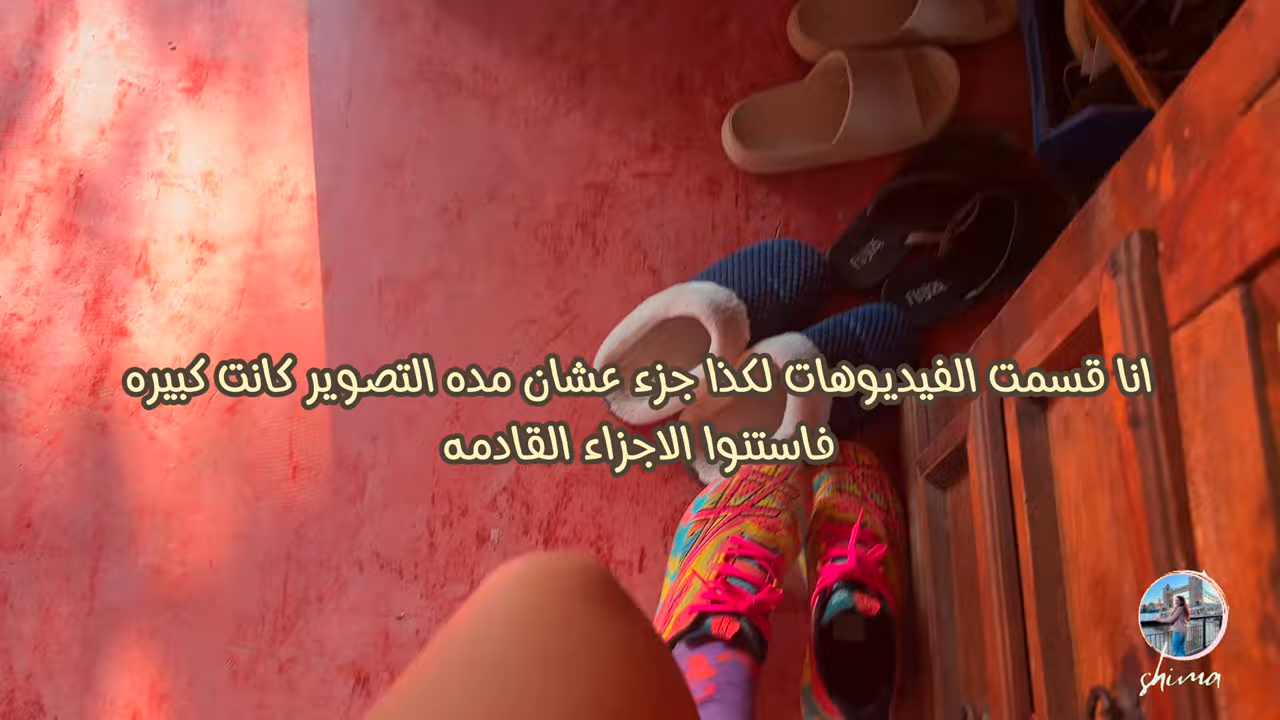 انا قسمت الفيديوهات لكذا جزء عشان مده التصوير كانت كبيره
فاستنوا الاجزاء القادمه
shima